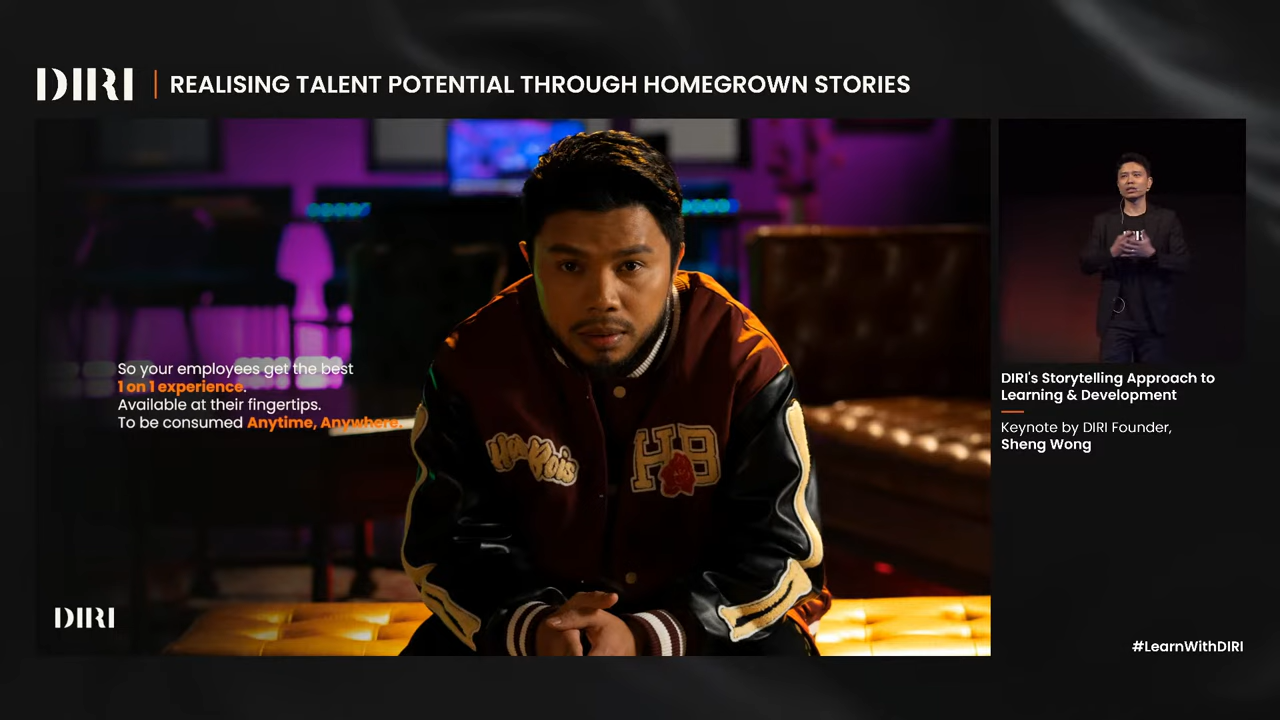 DIRI
REALISING TALENT POTENTIAL THROUGH HOMEGROWN STORIES
So your employees get the best
1 on 1 experience.
Available at their fingertips.
To be consumed Anytime, Anywhere.
HB
DIRI
DIRI's Storytelling Approach to
Learning & Development
Keynote by DIRI Founder,
Sheng Wong
#LearnWithDIRI